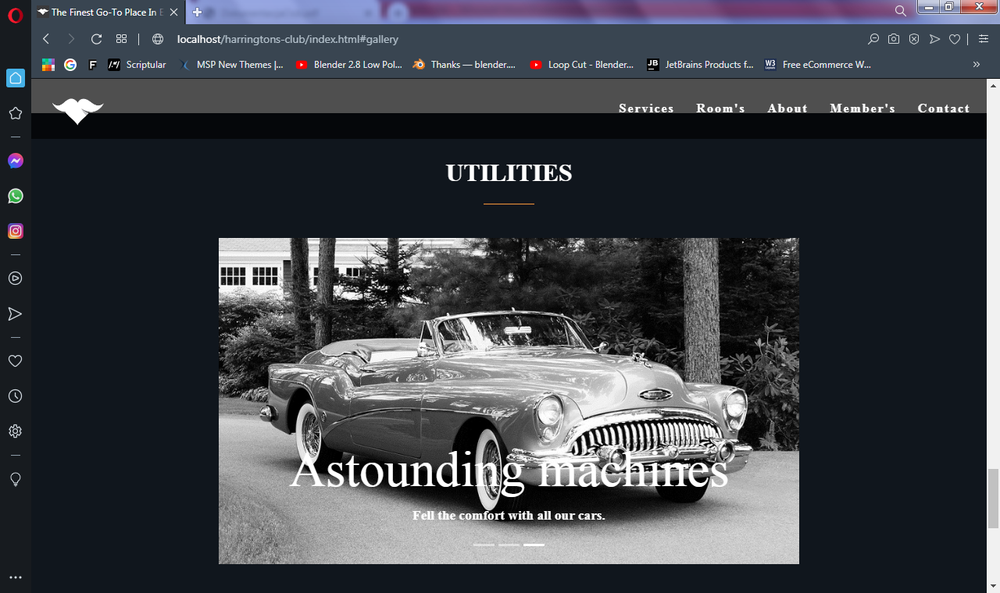 The Finest Go-To Place In E
localhost/harringtons-club/index.html#gallery
Scriptular
MSP New Themes |...
Blender 2.8 Low Pol...
Thanks — blender....
Loop Cut - Blender...
JB
JetBrains Products f...
W3
Free eCommerce W...
Services
Room's
About
Member's
Contact
UTILITIES
Astounding machines
Fell the comfort with all our cars.